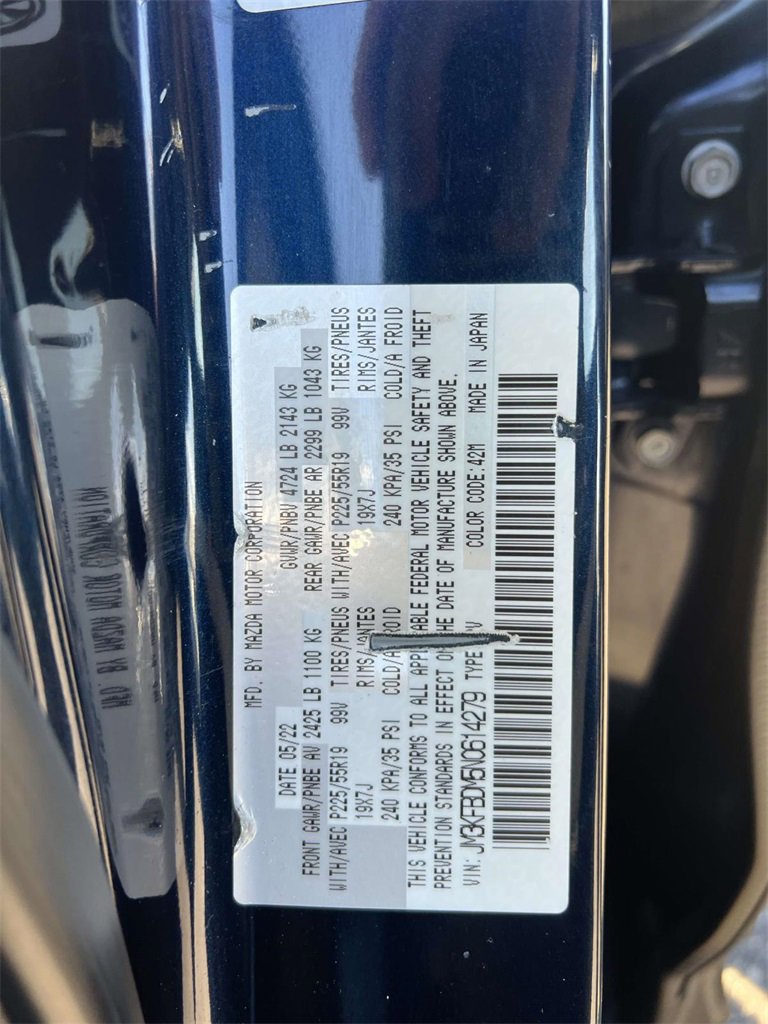 MFD. BY MAZDA MOTOR CORPORATION
DATE 05/22 GVWR/PNBV 4724 LB 2143 KG
FRONT GAWR/PNBE AV 2425 LB 1100 KG REAR GAWR/PNBE AR 2299 LB 1043 KG
WITH/AVEC P225/55R19 99V TIRES/PNEUS WITH/AVEC P225/55R19 99V TIRES/PNEUS
19X7J RIMS/JANTES 19X7J RIMS/JANTES
240 KPA/35 PSI COLD/A FROID 240 KPA/35 PSI COLD/A FROID
THIS VEHICLE CONFORMS TO ALL APPLICABLE FEDERAL MOTOR VEHICLE SAFETY AND THEFT
PREVENTION STANDARDS IN EFFECT ON THE DATE OF MANUFACTURE SHOWN ABOVE.
VIN: JM3KFBDM5N0614279 TYPE COLOR CODE:42M MADE IN JAPAN